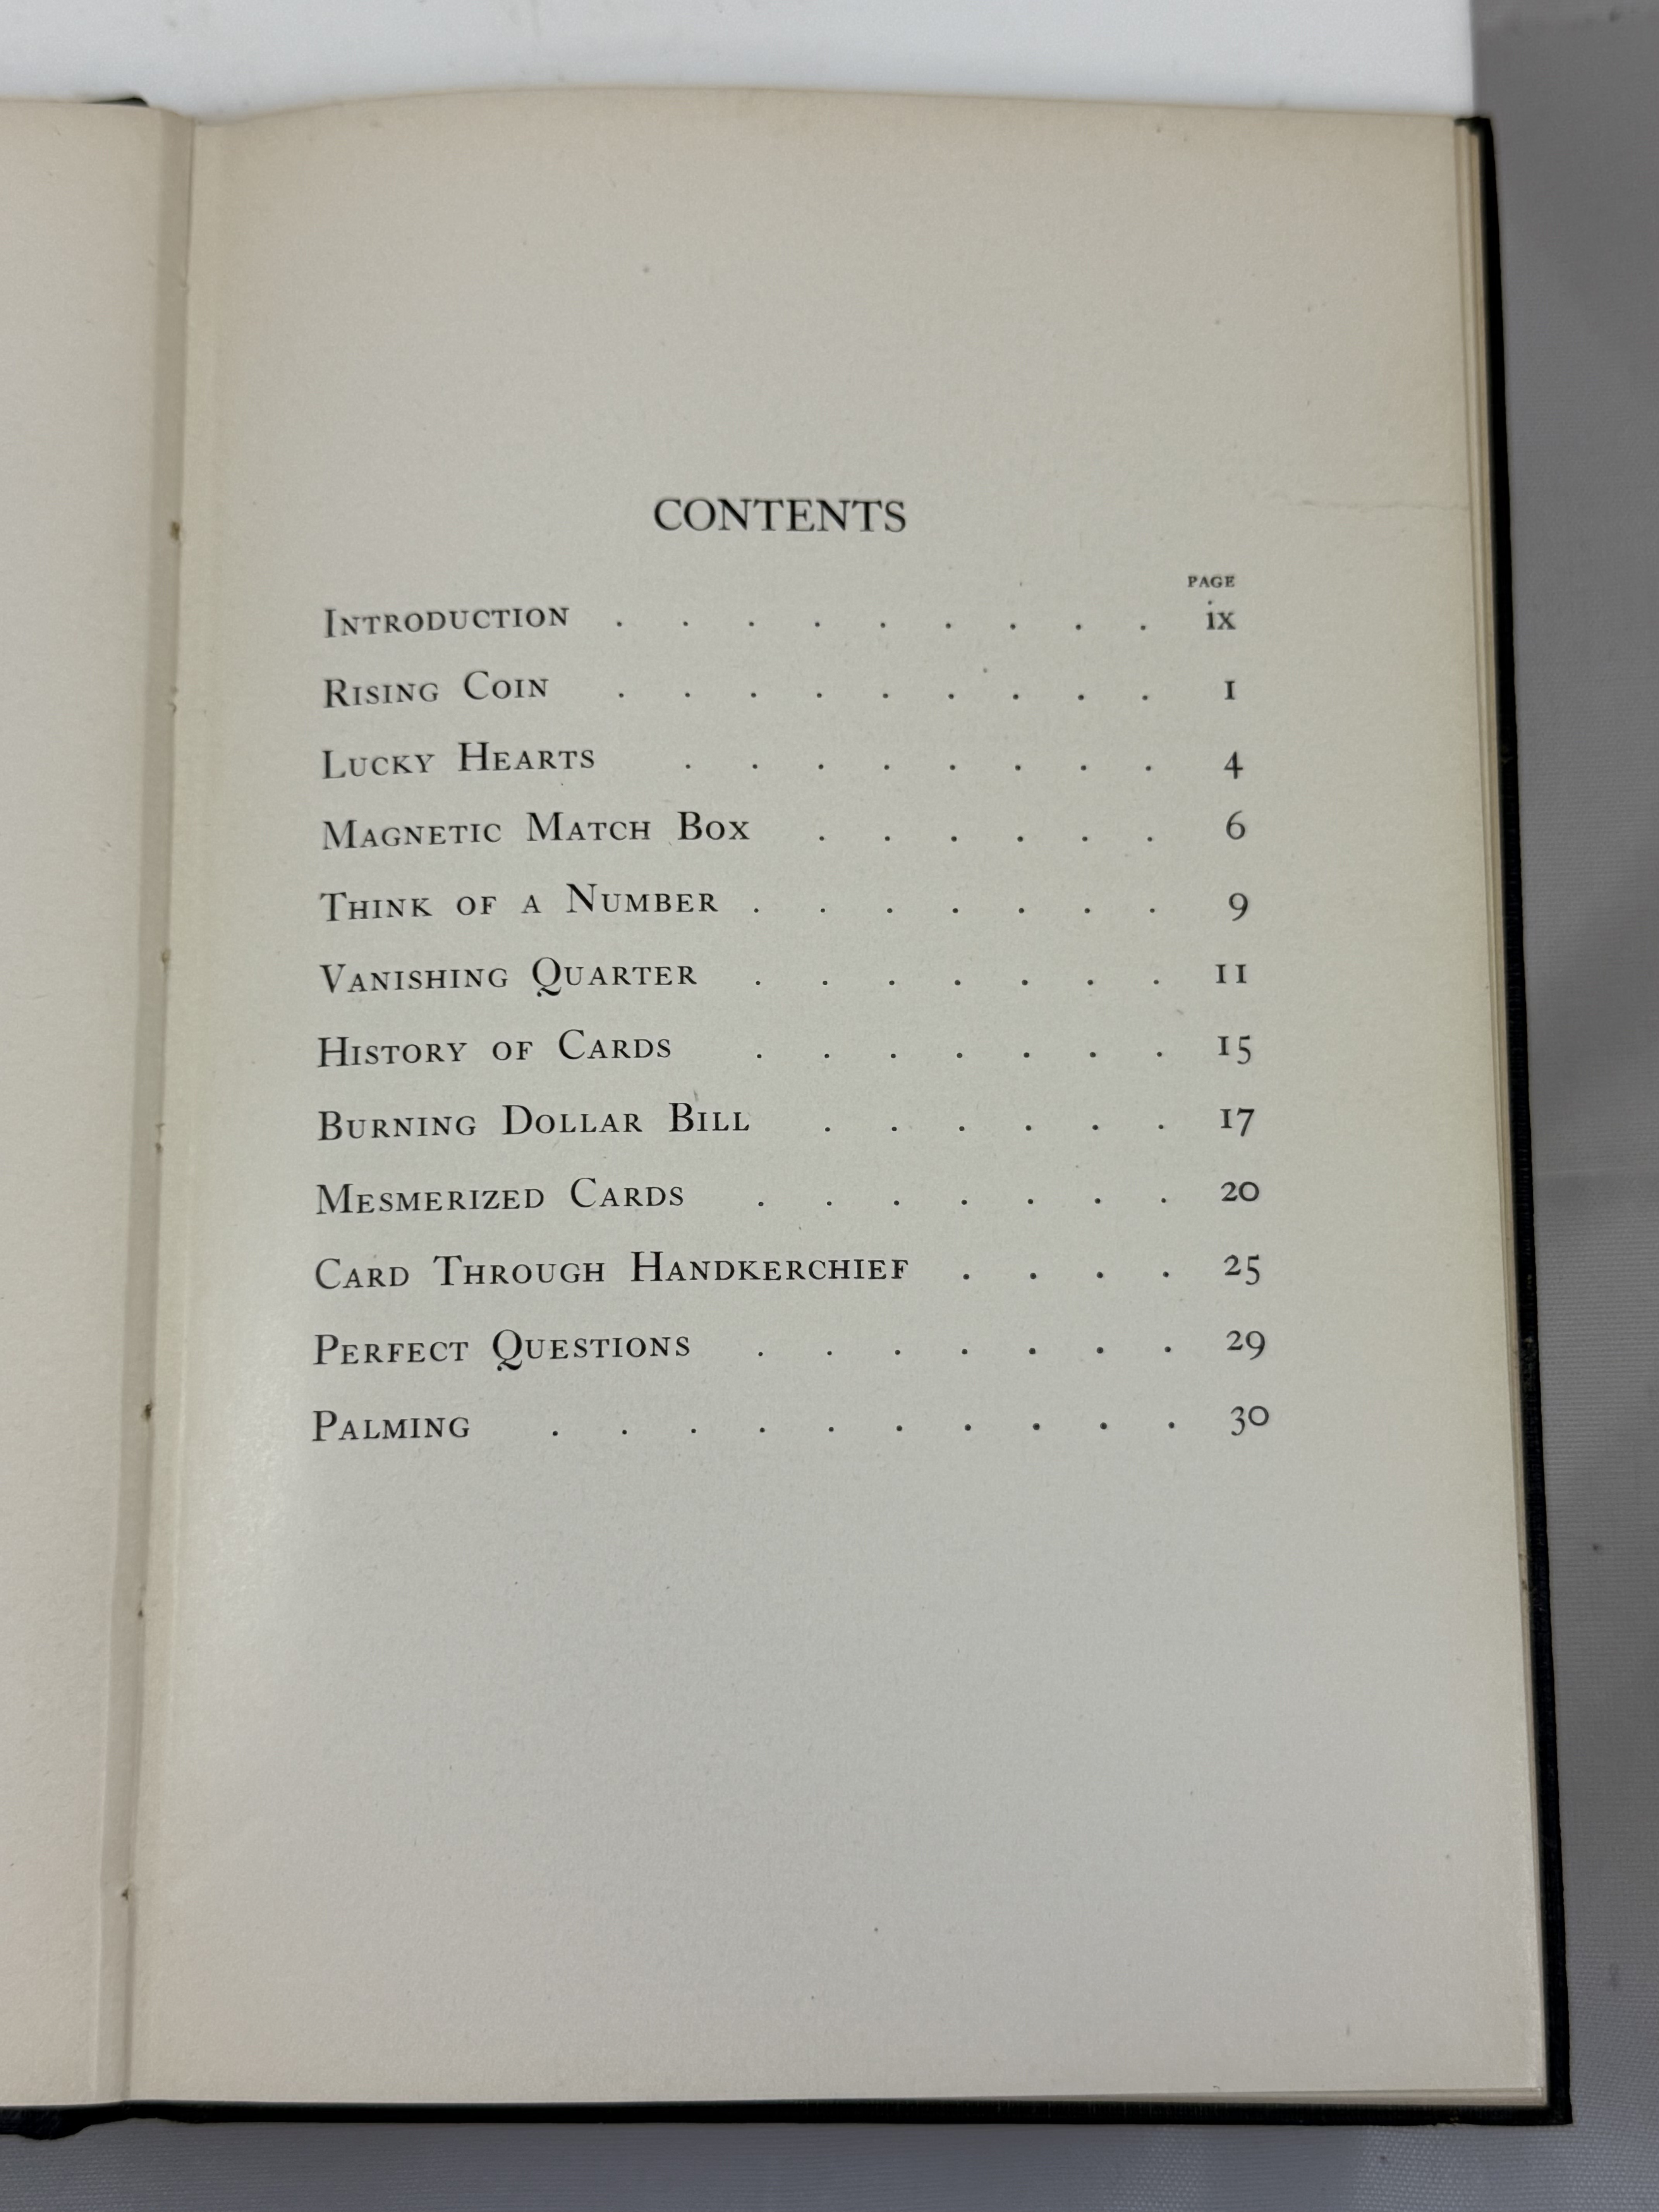 CONTENTS
PAGE
Introduction . . . . . . . . . ix
Rising Coin . . . . . . . . . 1
Lucky Hearts . . . . . . . . 4
Magnetic Match Box . . . . . . 6
Think of a Number . . . . . . . 9
Vanishing Quarter . . . . . . . 11
History of Cards . . . . . . . 15
Burning Dollar Bill . . . . . . 17
Mesmerized Cards . . . . . . . 20
Card Through Handkerchief . . . . 25
Perfect Questions . . . . . . . 29
Palming . . . . . . . . . . 30